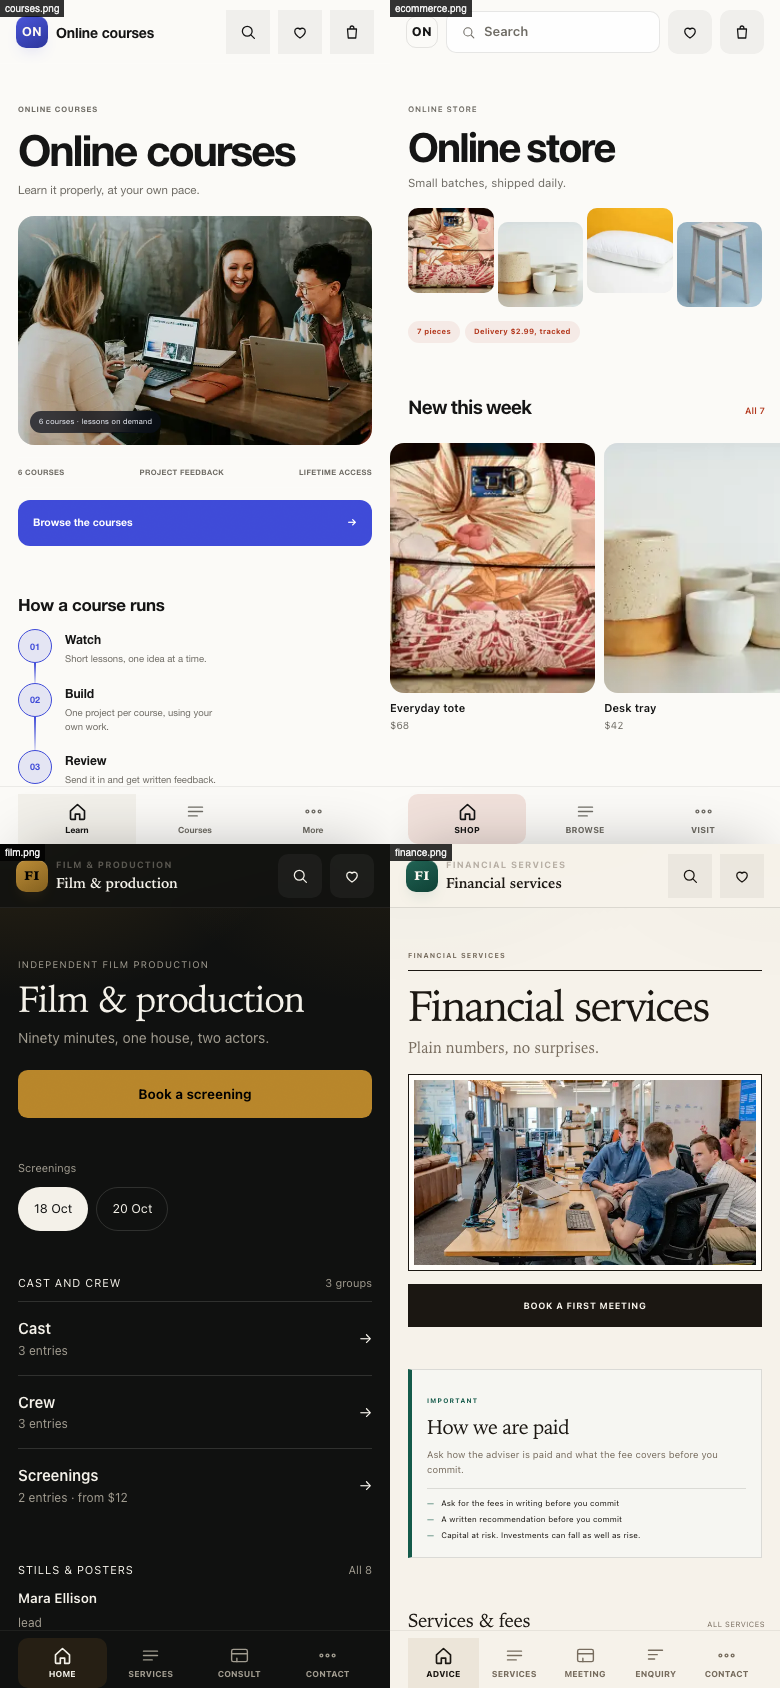 courses.png
ON
Online courses
ONLINE COURSES
Online courses
Learn it properly, at your own pace.
6 courses · lessons on demand
6 COURSES
PROJECT FEEDBACK
LIFETIME ACCESS
Browse the courses →
How a course runs
01
Watch
Short lessons, one idea at a time.
02
Build
One project per course, using your
own work.
03
Review
Send it in and get written feedback.
Learn
Courses
More
ecommerce.png
ON
Search
ONLINE STORE
Online store
Small batches, shipped daily.
7 pieces
Delivery $2.99, tracked
New this week
All 7
Everyday tote
$68
Desk tray
$42
SHOP
BROWSE
VISIT
film.png
FI
FILM & PRODUCTION
Film & production
INDEPENDENT FILM PRODUCTION
Film & production
Ninety minutes, one house, two actors.
Book a screening
Screenings
18 Oct
20 Oct
CAST AND CREW
3 groups
Cast
3 entries
→
Crew
3 entries
→
Screenings
2 entries · from $12
→
STILLS & POSTERS
All 8
Mara Ellison
lead
HOME
SERVICES
CONSULT
CONTACT
finance.png
FI
FINANCIAL SERVICES
Financial services
FINANCIAL SERVICES
Financial services
Plain numbers, no surprises.
BOOK A FIRST MEETING
IMPORTANT
How we are paid
Ask how the adviser is paid and what the fee covers before you
commit.
— Ask for the fees in writing before you commit
— A written recommendation before you commit
— Capital at risk. Investments can fall as well as rise.
Services & fees
ALL SERVICES
ADVICE
SERVICES
MEETING
ENQUIRY
CONTACT